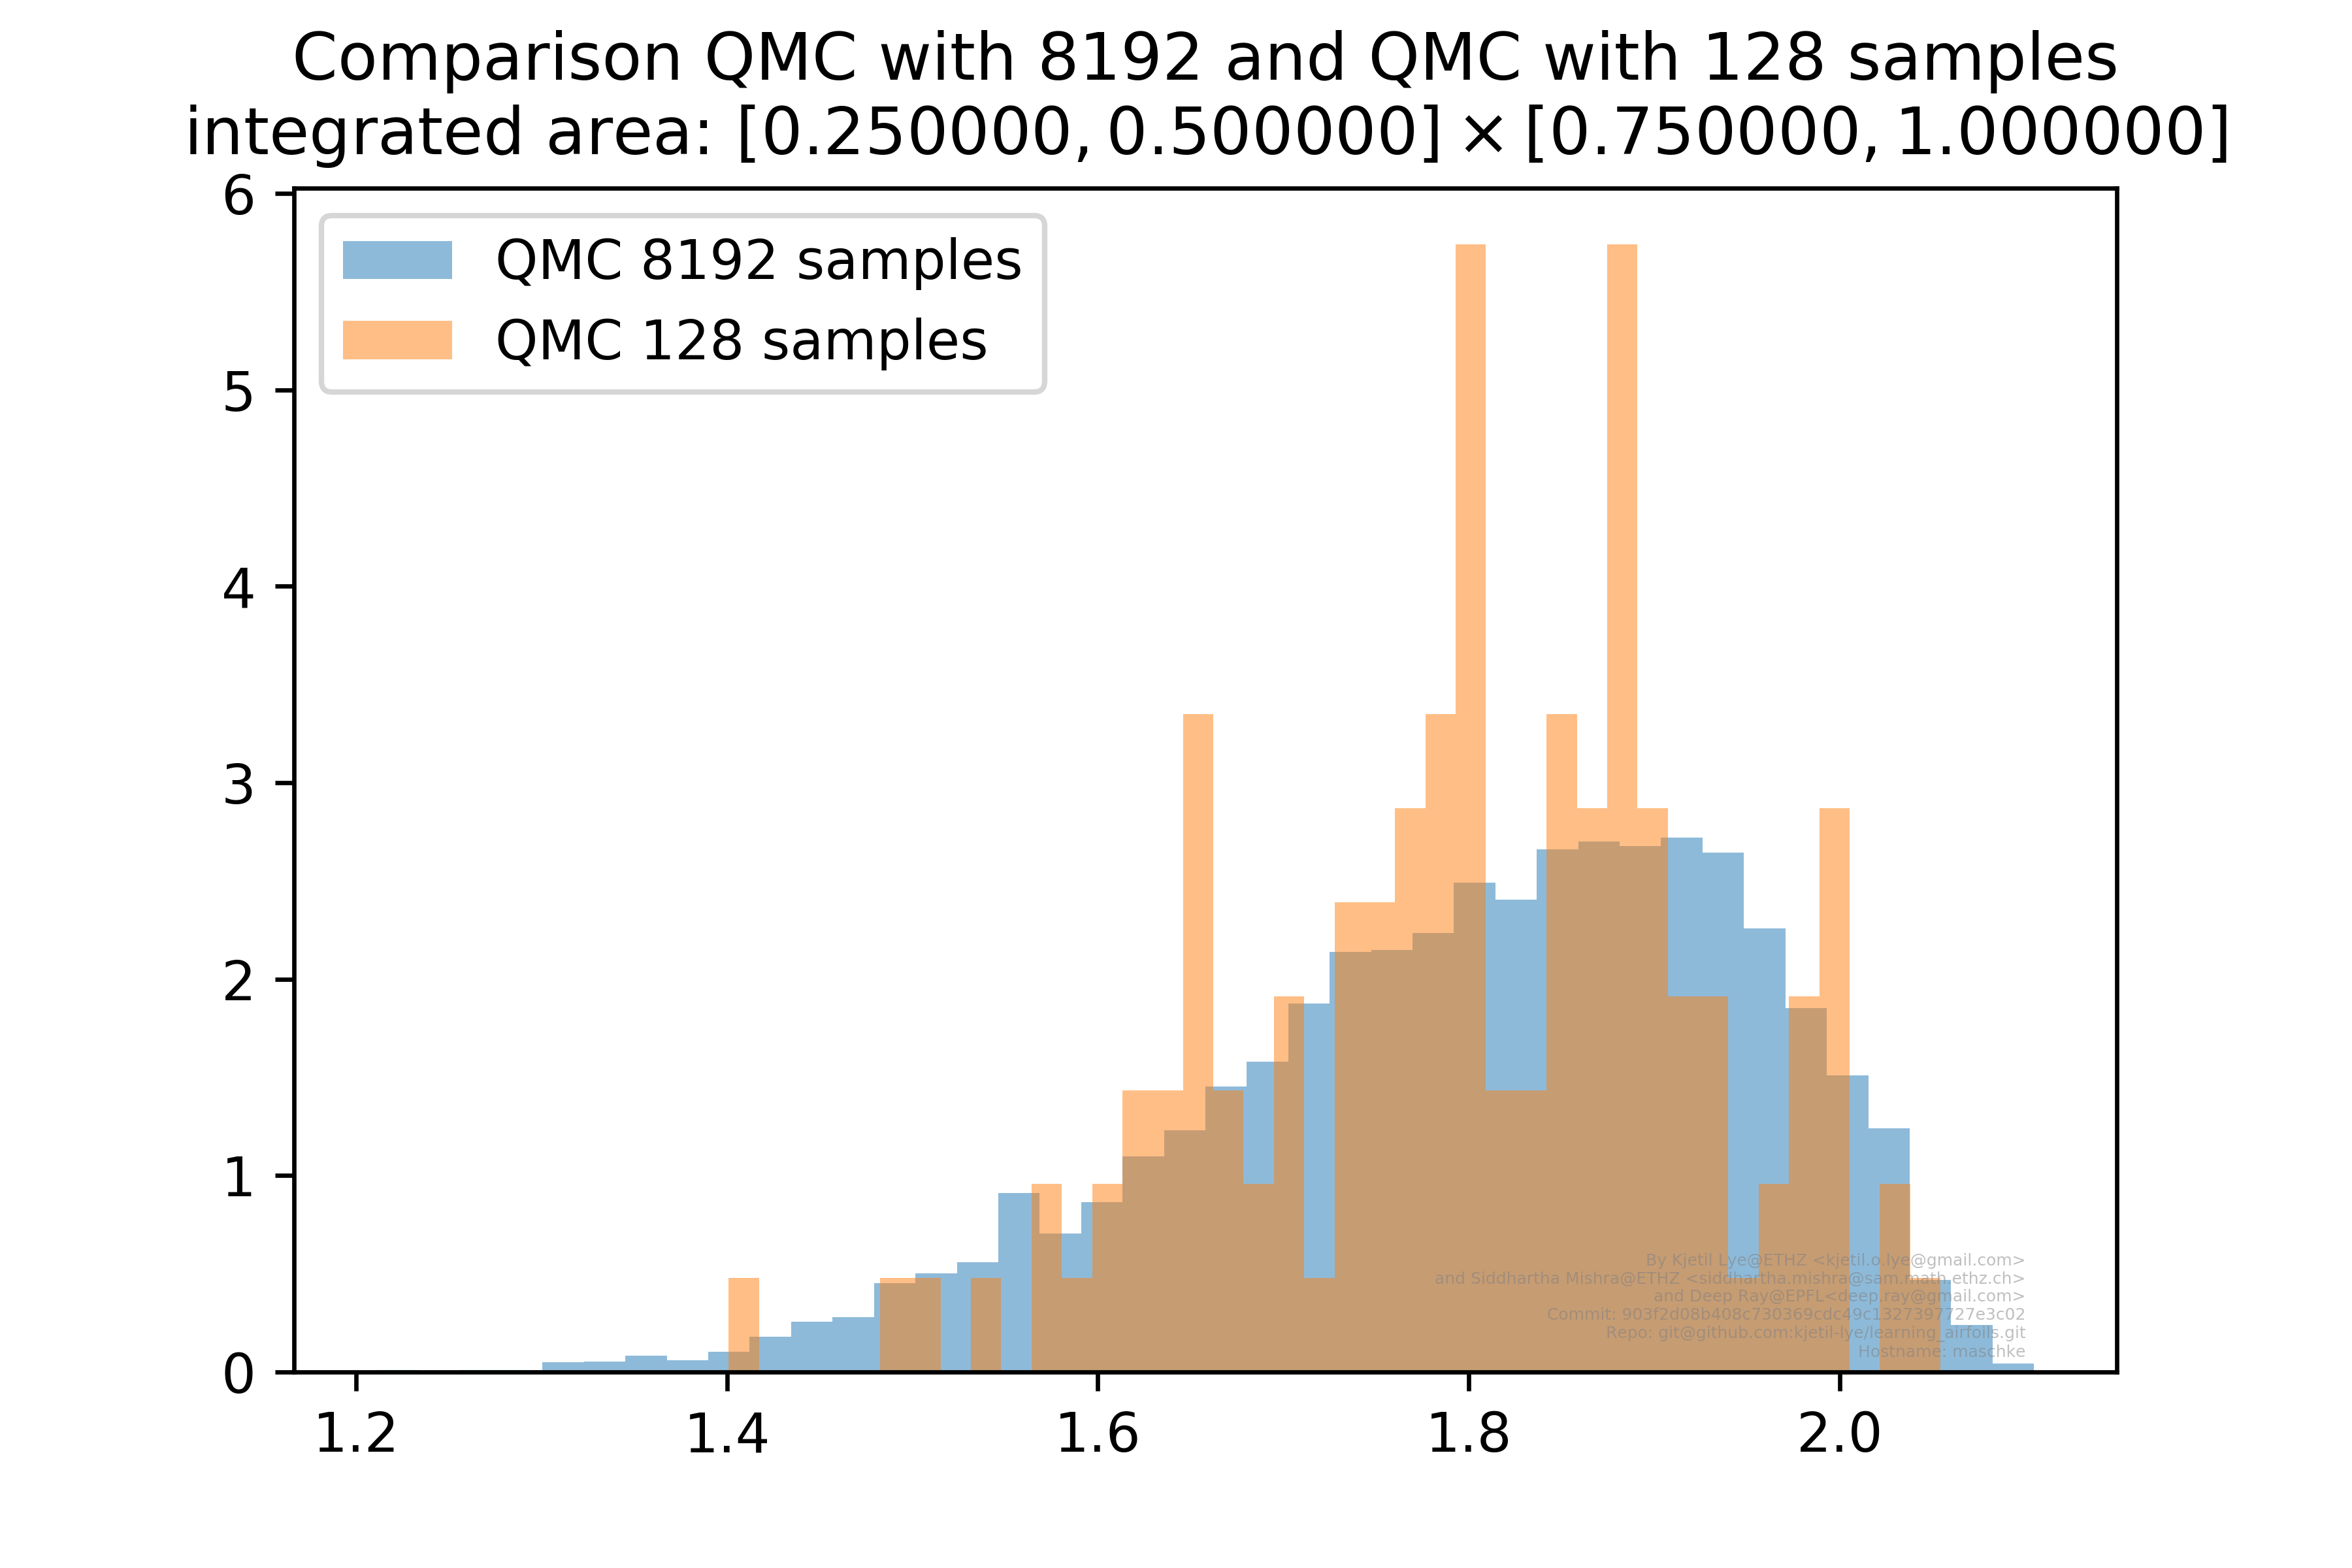 Comparison QMC with 8192 and QMC with 128 samples
integrated area: [0.250000, 0.500000] × [0.750000, 1.000000]
6
QMC 8192 samples
QMC 128 samples
5
4
3
2
1
0
By Kjetil Lye@ETHZ <kjetil.o.lye@gmail.com>
and Siddhartha Mishra@ETHZ <siddhartha.mishra@sam.math.ethz.ch>
and Deep Ray@EPFL<deep.ray@gmail.com>
Commit: 903f2d08b408c730369cdc49c1327397727e3c02
Repo: git@github.com:kjetil-lye/learning_airfoils.git
Hostname: maschke
1.2 1.4 1.6 1.8 2.0